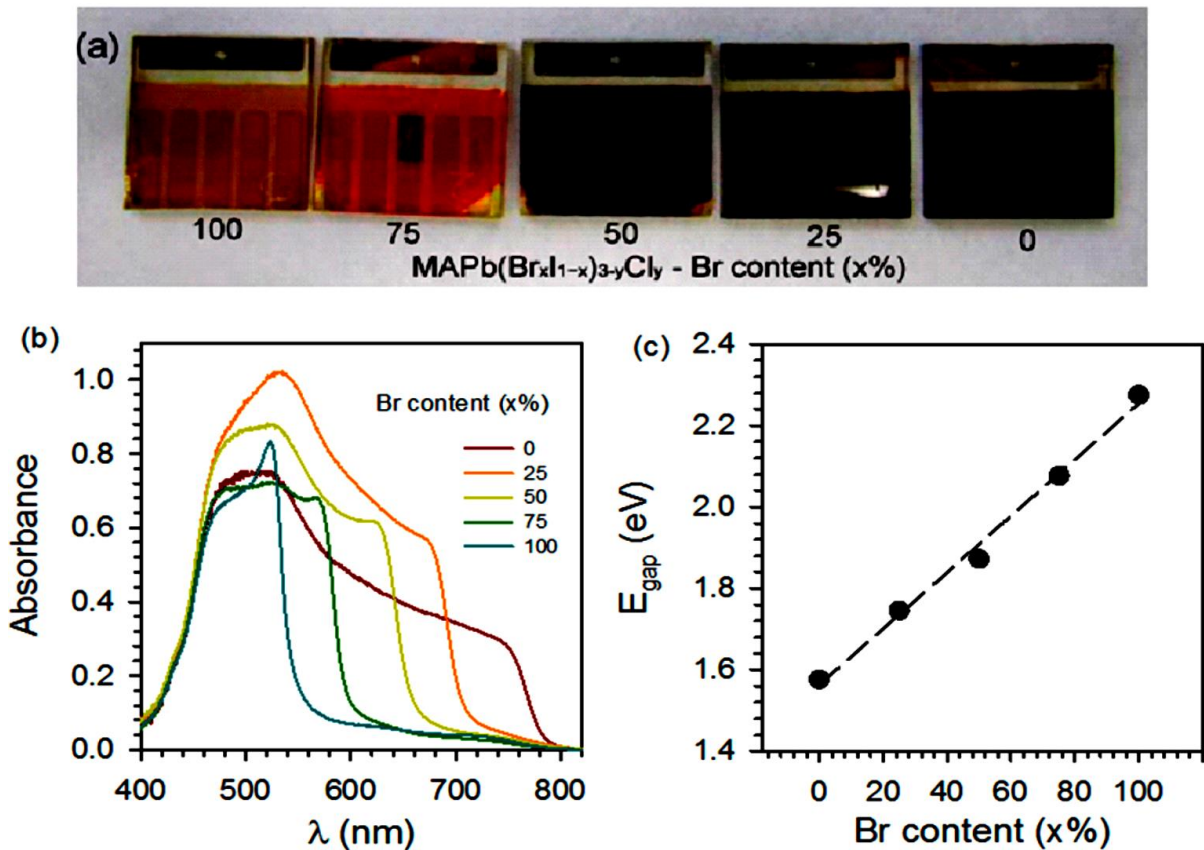 (a)
100 75 50 25 0
MAPb(BrxI1-x)3-yCly - Br content (x%)
(b)
Absorbance
1.0
0.8
0.6
0.4
0.2
0.0
400 500 600 700 800
λ (nm)
Br content (x%)
0
25
50
75
100
(c)
Egap (eV)
2.4
2.2
2.0
1.8
1.6
1.4
0 20 40 60 80 100
Br content (x%)